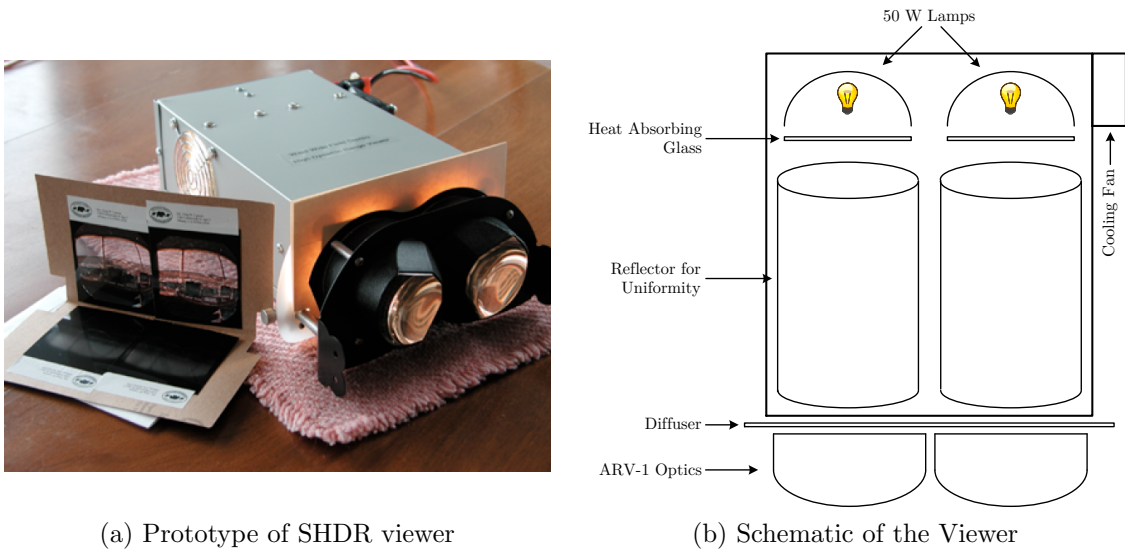 50 W Lamps
Heat Absorbing
Glass
Cooling Fan
Reflector for
Uniformity
Diffuser
ARV-1 Optics
(a) Prototype of SHDR viewer
(b) Schematic of the Viewer